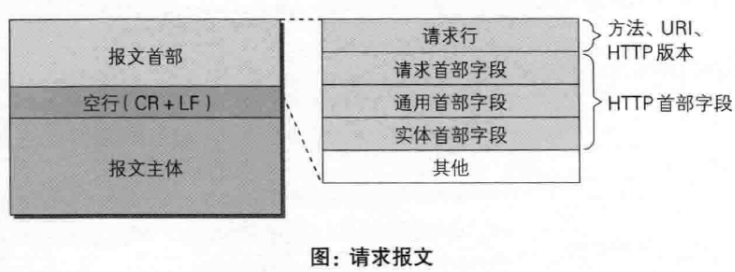 报文首部
空行(CR+LF)
报文主体
请求行
请求首部字段
通用首部字段
实体首部字段
其他
方法、URI、
HTTP版本
HTTP首部字段
图: 请求报文